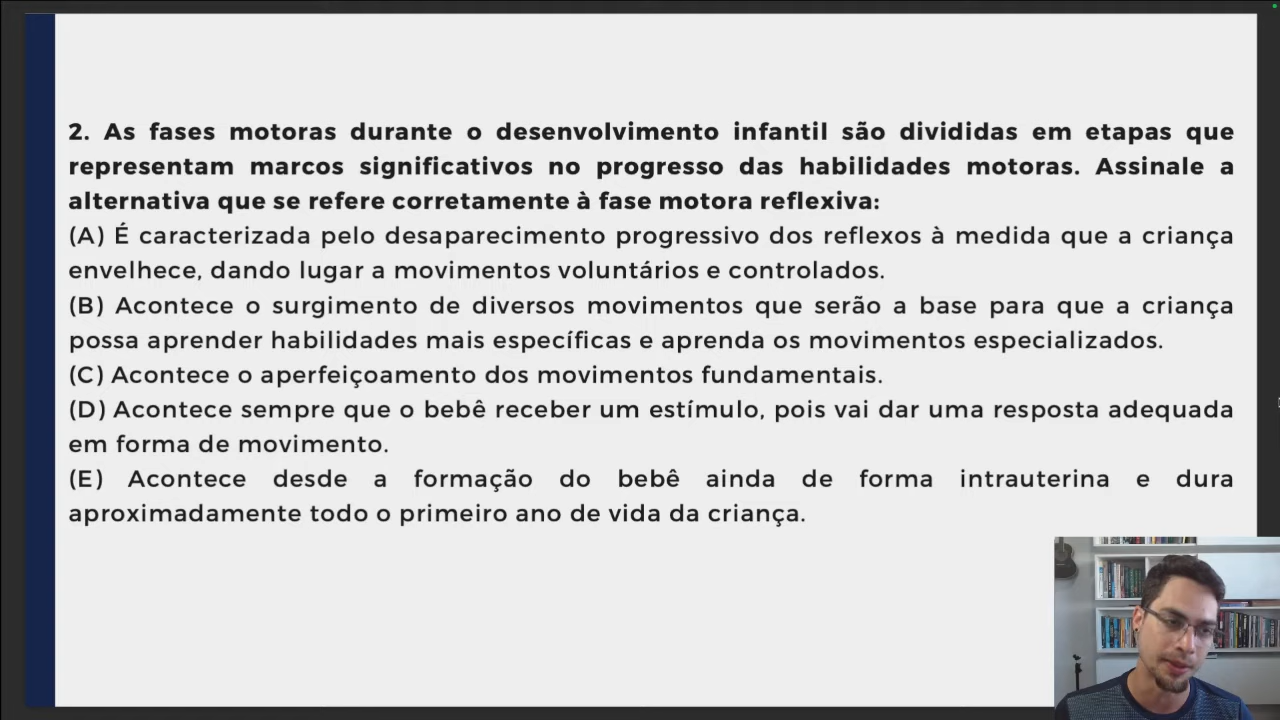 2. As fases motoras durante o desenvolvimento infantil são divididas em etapas que
representam marcos significativos no progresso das habilidades motoras. Assinale a
alternativa que se refere corretamente à fase motora reflexiva:
(A) É caracterizada pelo desaparecimento progressivo dos reflexos à medida que a criança
envelhece, dando lugar a movimentos voluntários e controlados.
(B) Acontece o surgimento de diversos movimentos que serão a base para que a criança
possa aprender habilidades mais específicas e aprenda os movimentos especializados.
(C) Acontece o aperfeiçoamento dos movimentos fundamentais.
(D) Acontece sempre que o bebê receber um estímulo, pois vai dar uma resposta adequada
em forma de movimento.
(E) Acontece desde a formação do bebê ainda de forma intrauterina e dura
aproximadamente todo o primeiro ano de vida da criança.